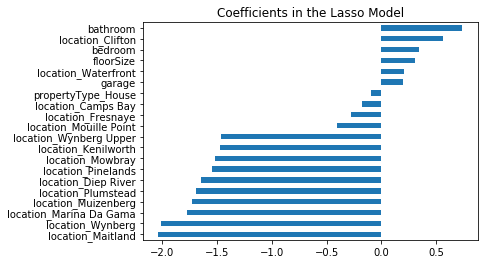 Coefficients in the Lasso Model
bathroom
location_Clifton
bedroom
floorSize
location_Waterfront
garage
propertyType_House
location_Camps Bay
location_Fresnaye
location_Mouille Point
location_Wynberg Upper
location_Kenilworth
location_Mowbray
location_Pinelands
location_Diep River
location_Plumstead
location_Muizenberg
location_Marina Da Gama
location_Wynberg
location_Maitland
−2.0 −1.5 −1.0 −0.5 0.0 0.5